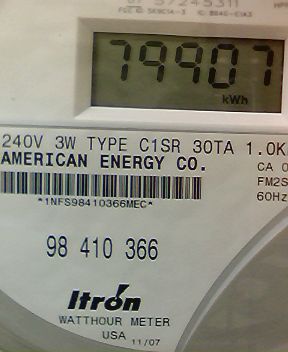 79907
kWh
240V 3W TYPE C1SR 30TA 1.0K
AMERICAN ENERGY CO.
CA 0
FM2S
60Hz
*1NFS98410366MEC*
98 410 366
Itron
WATTHOUR METER
USA 11/07